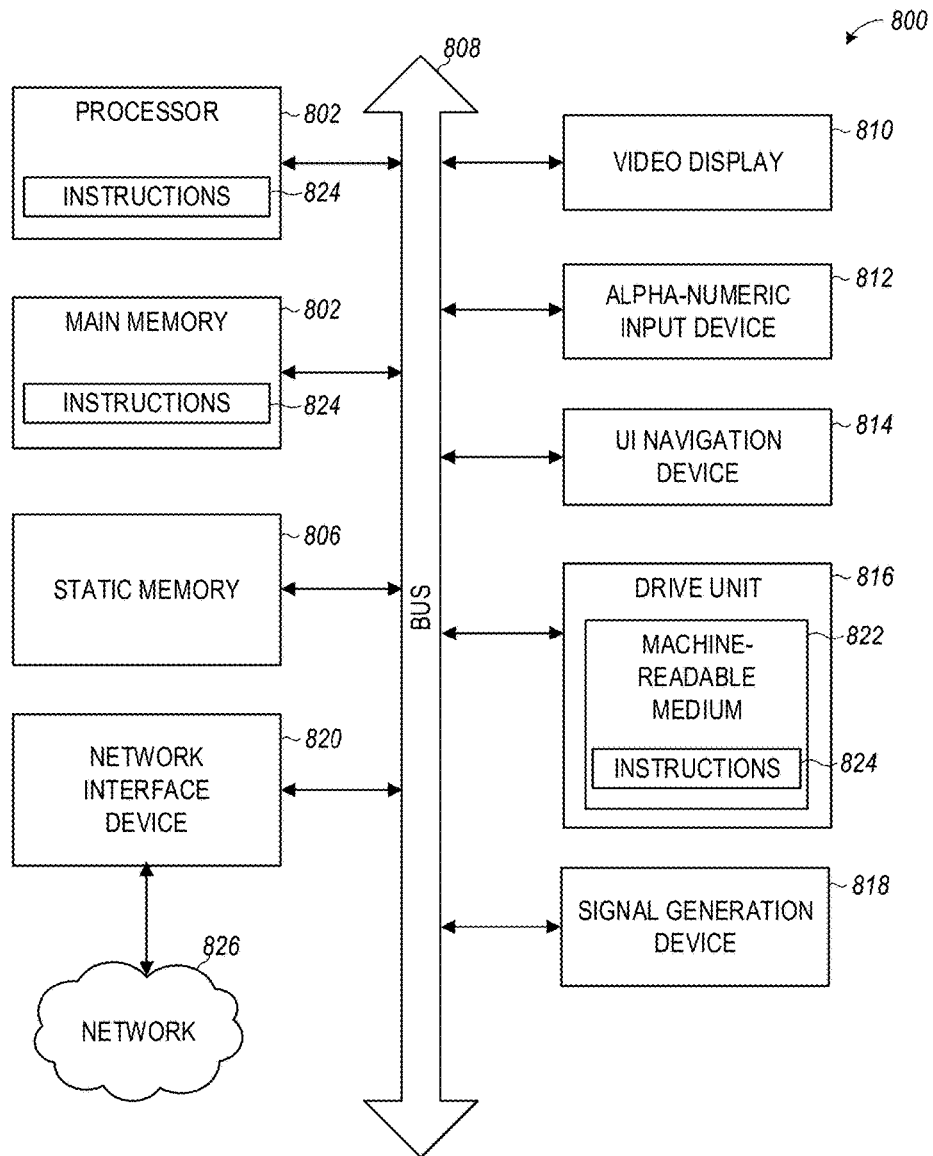 800
808
PROCESSOR
802
INSTRUCTIONS
824
MAIN MEMORY
802
INSTRUCTIONS
824
STATIC MEMORY
806
NETWORK
INTERFACE
DEVICE
820
NETWORK
826
BUS
VIDEO DISPLAY
810
ALPHA-NUMERIC
INPUT DEVICE
812
UI NAVIGATION
DEVICE
814
DRIVE UNIT
816
MACHINE-
READABLE
MEDIUM
822
INSTRUCTIONS
824
SIGNAL GENERATION
DEVICE
818